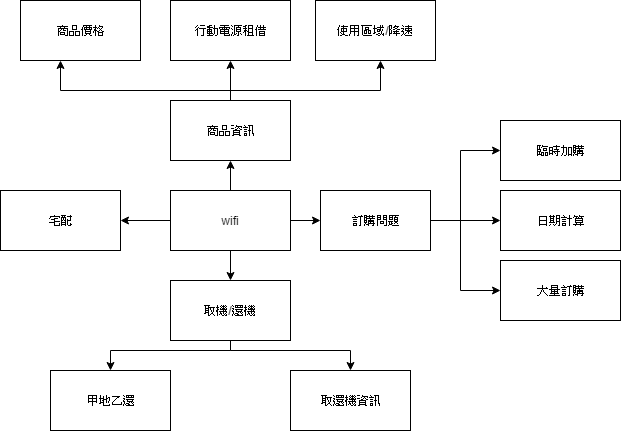 商品價格
行動電源租借
使用區域/降速
商品資訊
臨時加購
宅配
wifi
訂購問題
日期計算
大量訂購
取機/還機
甲地乙還
取還機資訊